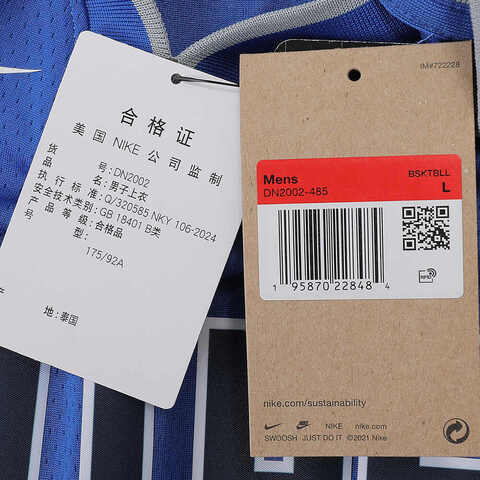 合格证
美国 NIKE 公司监制
货 号: DN2002
品 名: 男子上衣
执行标准: Q/320585 NKY 106-2024
安全技术类别: GB 18401 B类
产品等级: 合格品
型:
175/92A
产 地: 泰国
IM#722228
Mens
BSKTBLL
DN2002-485
L
1 95870 22848 4
RFID
nike.com/sustainability
NIKE nike.com
SWOOSH JUST DO IT ©2021 Nike